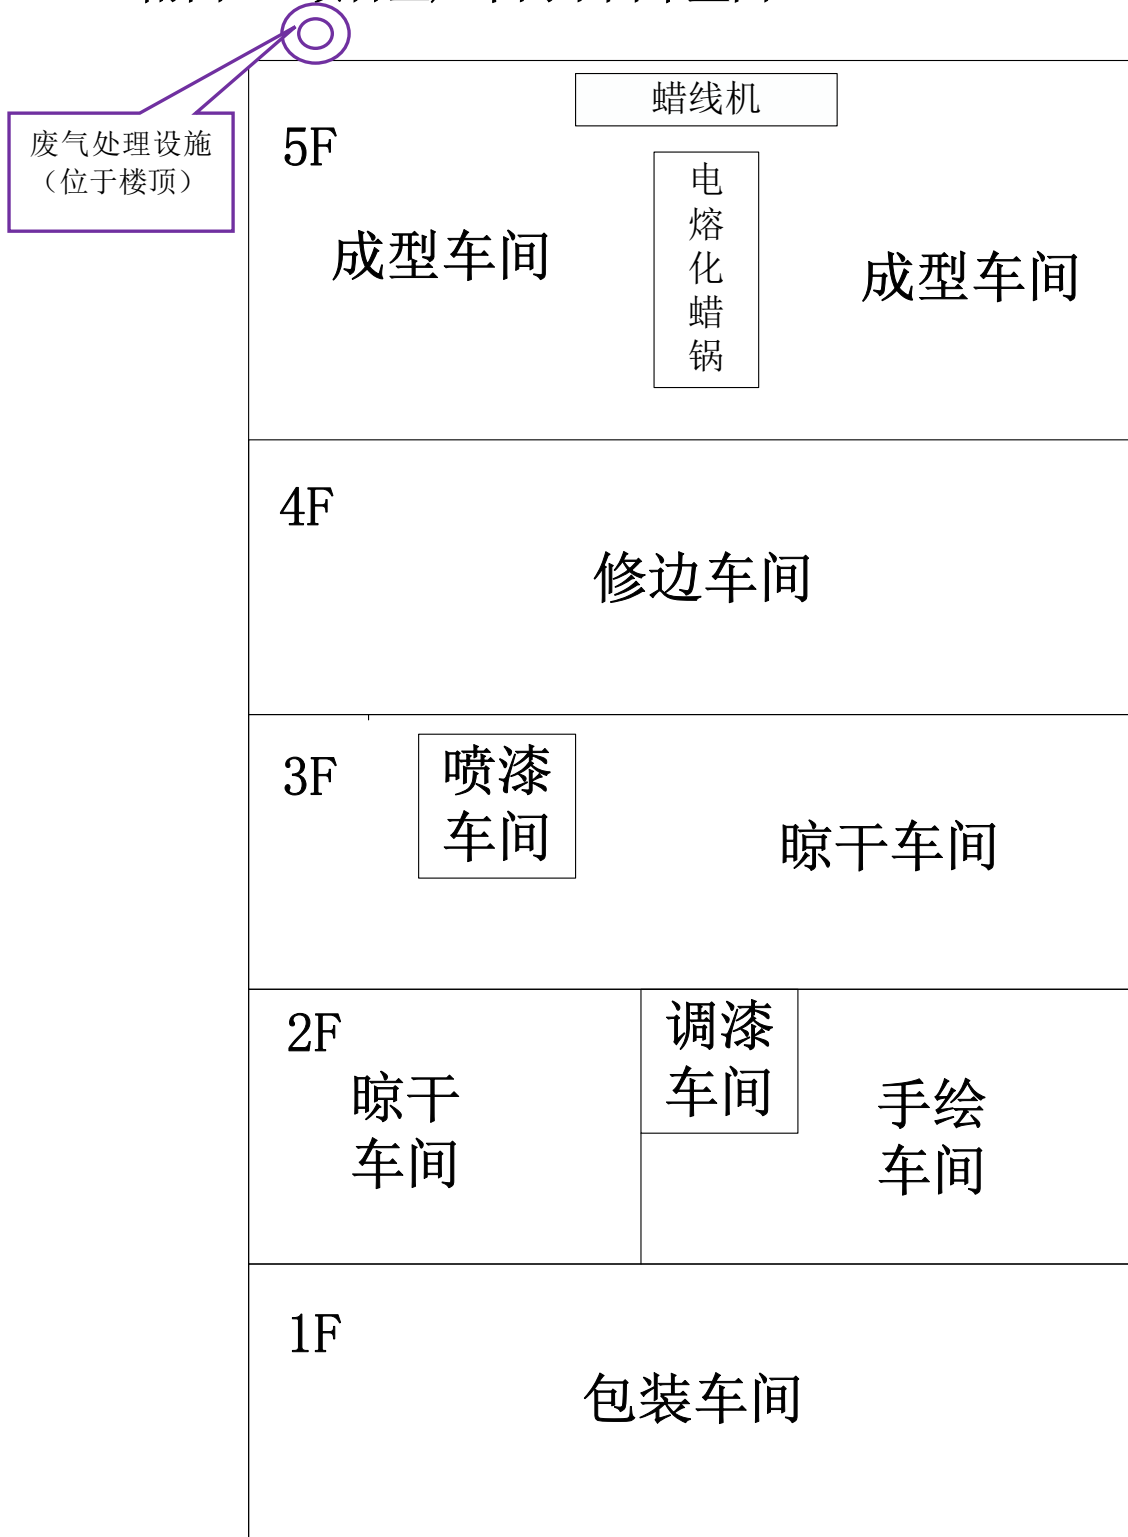 废气处理设施
（位于楼顶）
蜡线机
5F
电
熔
化
蜡
锅
成型车间
成型车间
4F
修边车间
3F
喷漆
车间
晾干车间
2F
晾干
车间
调漆
车间
手绘
车间
1F
包装车间